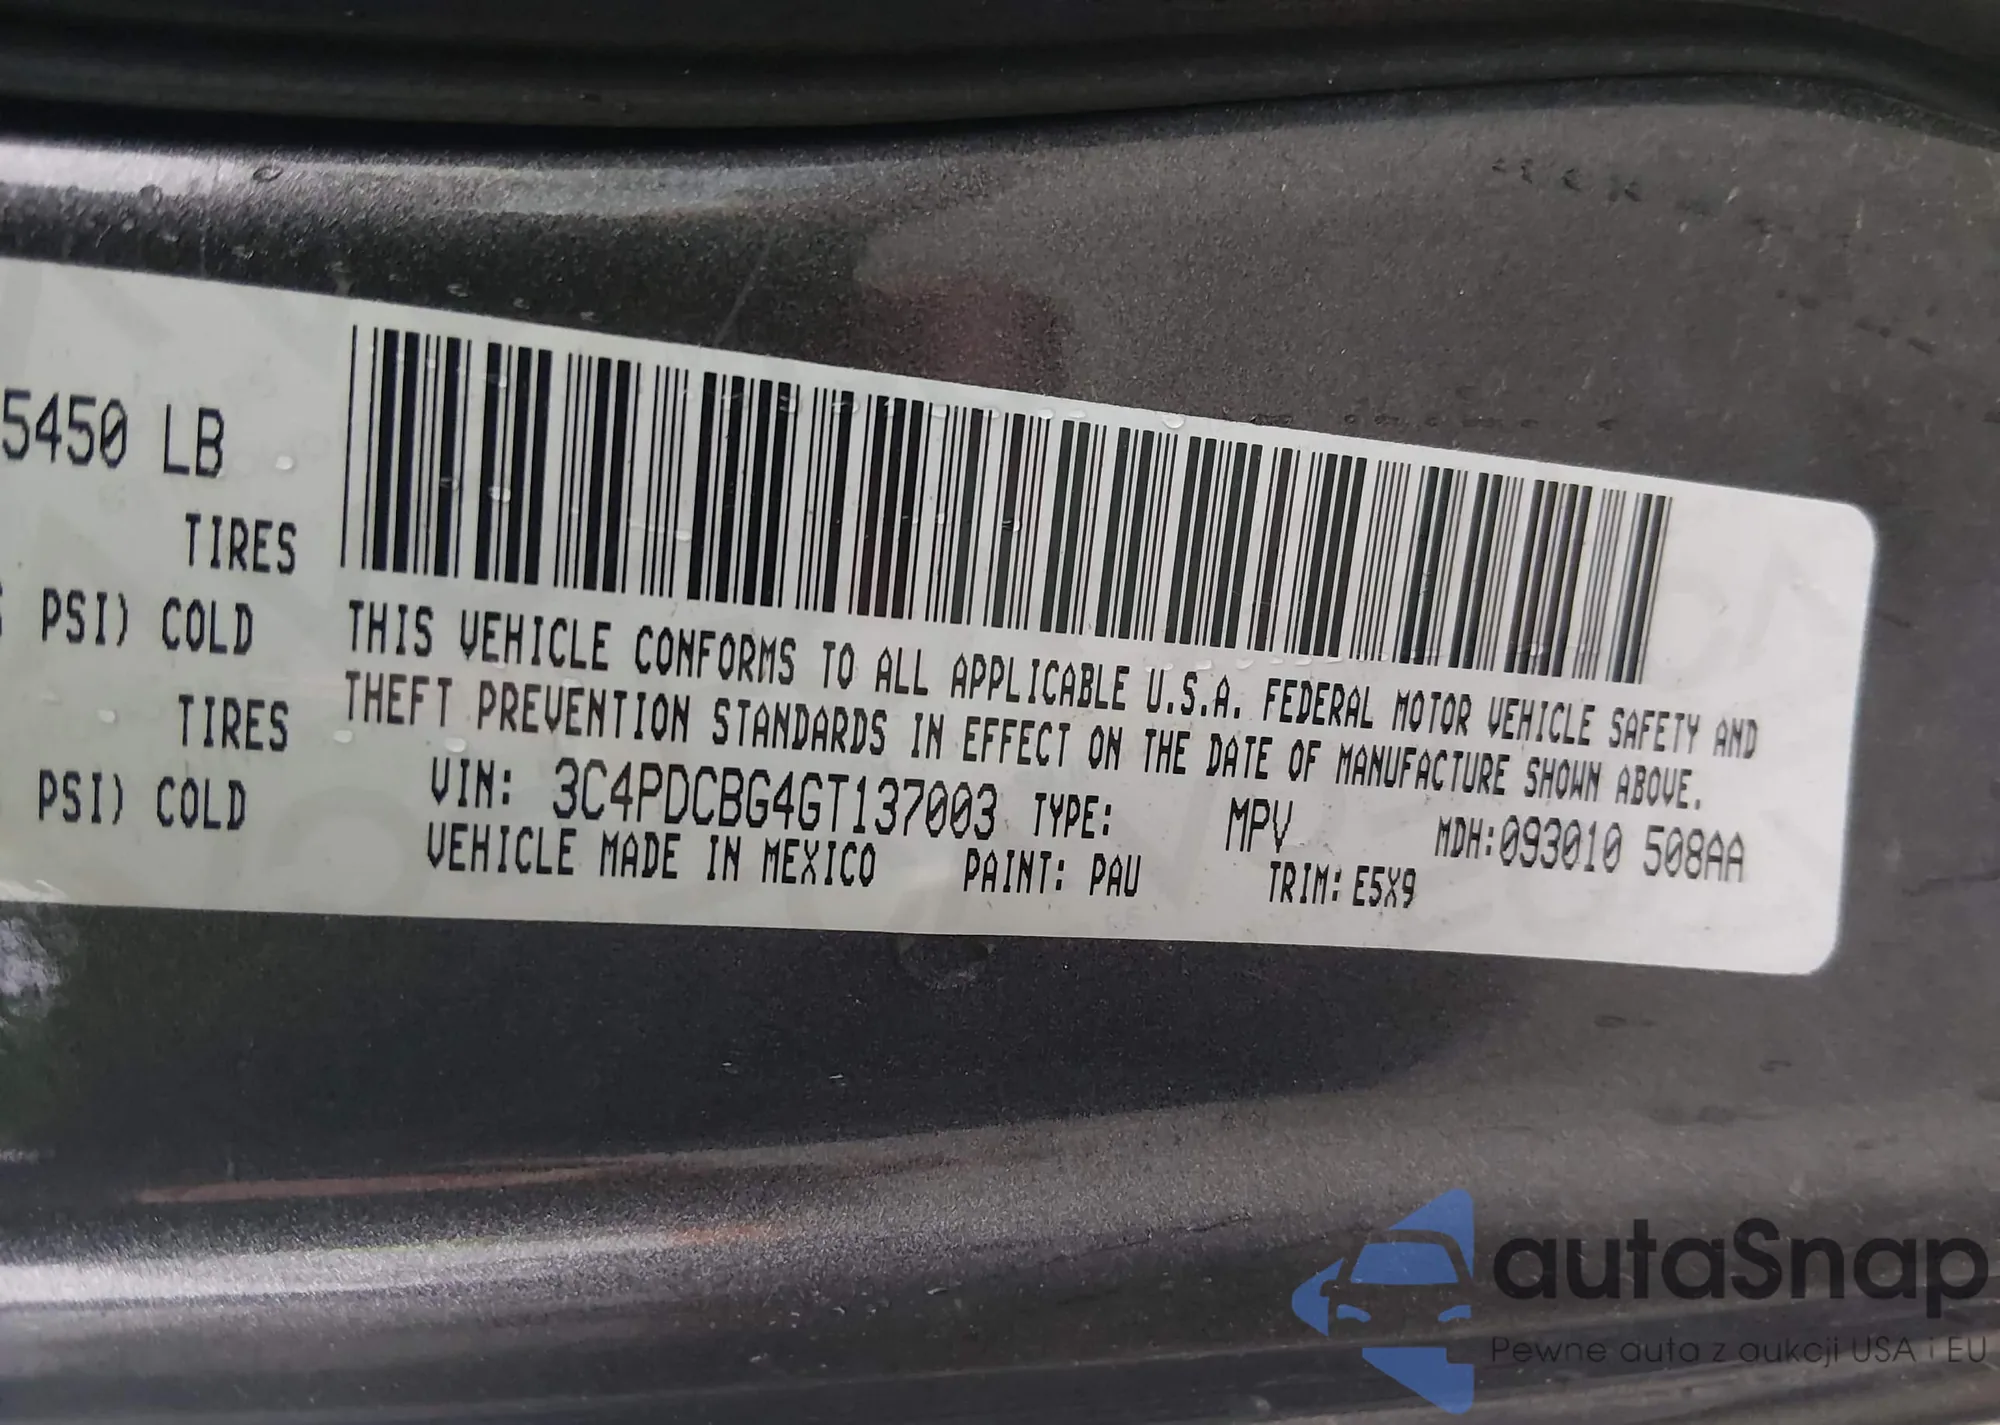 5450 LB
TIRES
PSI) COLD
TIRES
PSI) COLD
THIS VEHICLE CONFORMS TO ALL APPLICABLE U.S.A. FEDERAL MOTOR VEHICLE SAFETY AND
THEFT PREVENTION STANDARDS IN EFFECT ON THE DATE OF MANUFACTURE SHOWN ABOVE.
VIN: 3C4PDCBG4GT137003 TYPE: MPV MDH:093010 508AA
VEHICLE MADE IN MEXICO PAINT: PAU TRIM: E5X9
autaSnap
Pewne auta z aukcji USA i EU